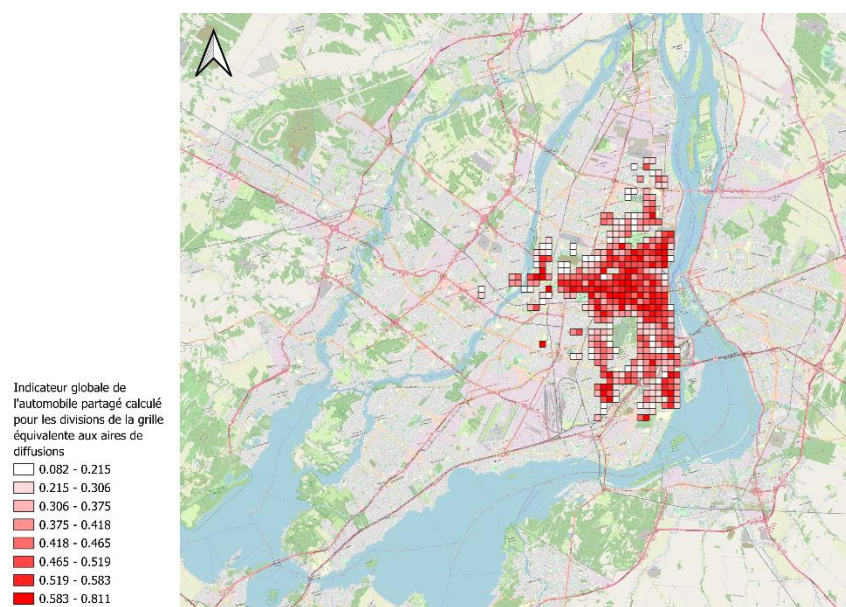 Indicateur globale de
l'automobile partagé calculé
pour les divisions de la grille
équivalente aux aires de
diffusions
0.082 - 0.215
0.215 - 0.306
0.306 - 0.375
0.375 - 0.418
0.418 - 0.465
0.465 - 0.519
0.519 - 0.583
0.583 - 0.811